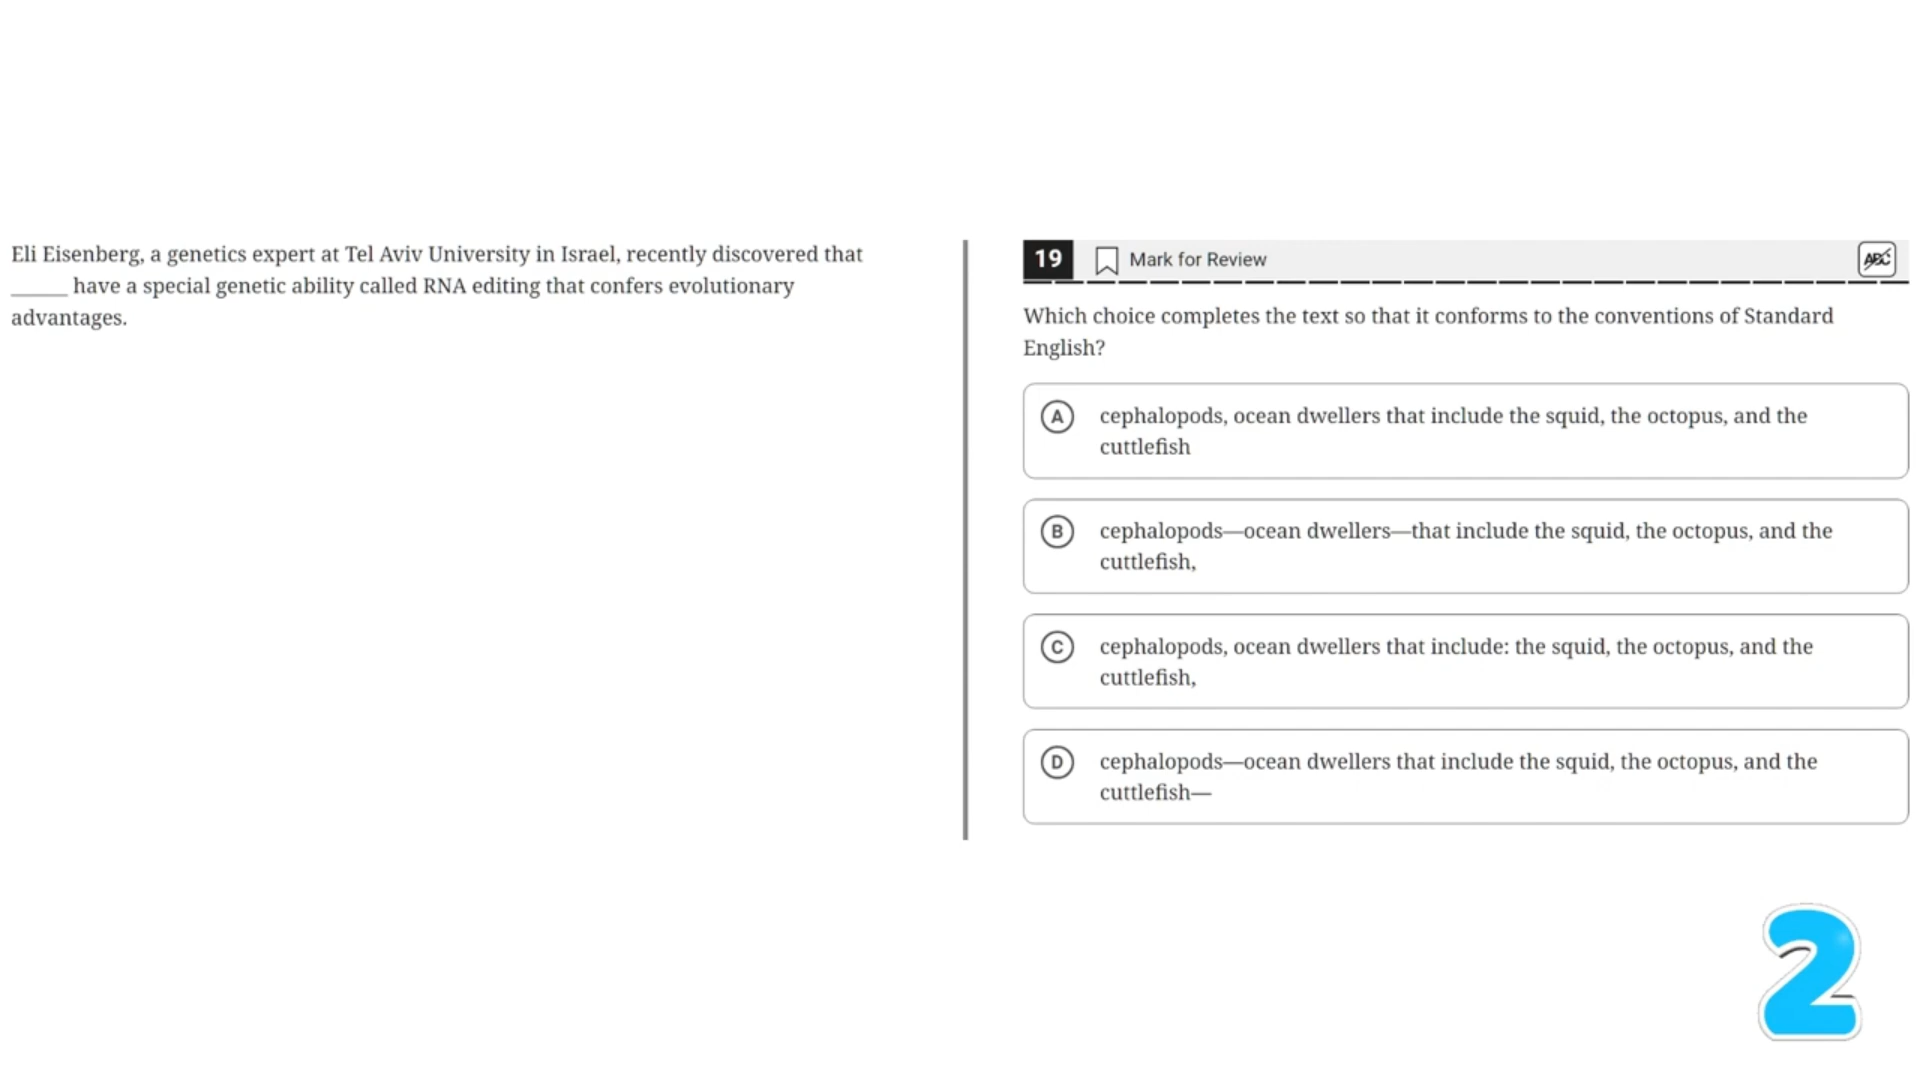 Eli Eisenberg, a genetics expert at Tel Aviv University in Israel, recently discovered that
______ have a special genetic ability called RNA editing that confers evolutionary
advantages.
19 Mark for Review ABC
Which choice completes the text so that it conforms to the conventions of Standard
English?
A cephalopods, ocean dwellers that include the squid, the octopus, and the
cuttlefish
B cephalopods—ocean dwellers—that include the squid, the octopus, and the
cuttlefish,
C cephalopods, ocean dwellers that include: the squid, the octopus, and the
cuttlefish,
D cephalopods—ocean dwellers that include the squid, the octopus, and the
cuttlefish—
2